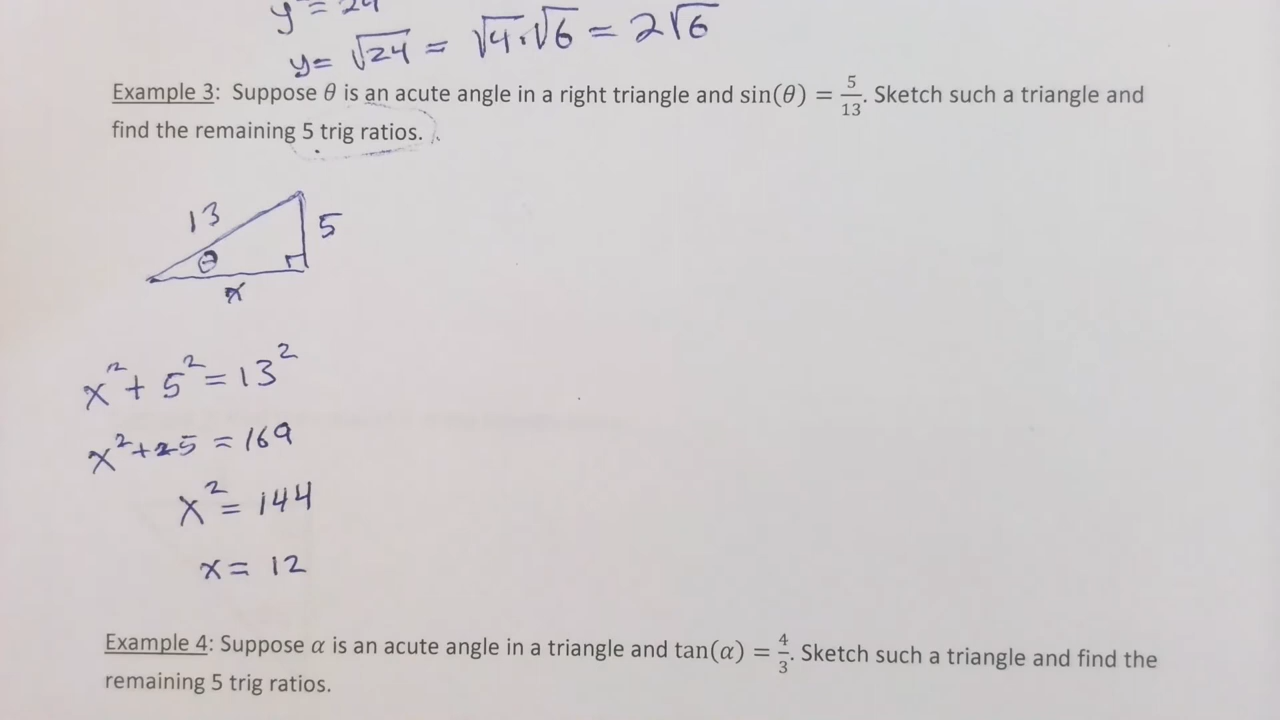 y² = 24
y = √24 = √4 · √6 = 2√6
Example 3: Suppose θ is an acute angle in a right triangle and sin(θ) = 5/13. Sketch such a triangle and
find the remaining 5 trig ratios.
13
5
θ
x
x² + 5² = 13²
x² + 25 = 169
x² = 144
x = 12
Example 4: Suppose α is an acute angle in a triangle and tan(α) = 4/3. Sketch such a triangle and find the
remaining 5 trig ratios.